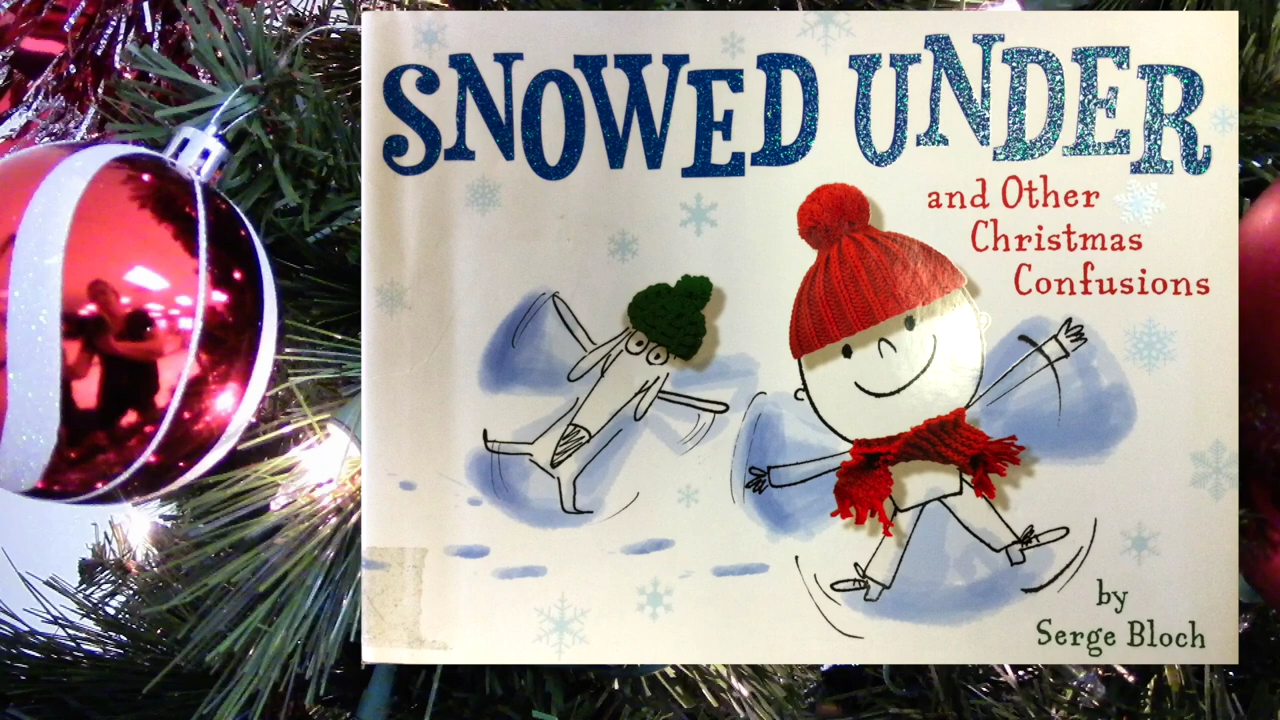 SNOWED UNDER
and Other
Christmas
Confusions
by
Serge Bloch